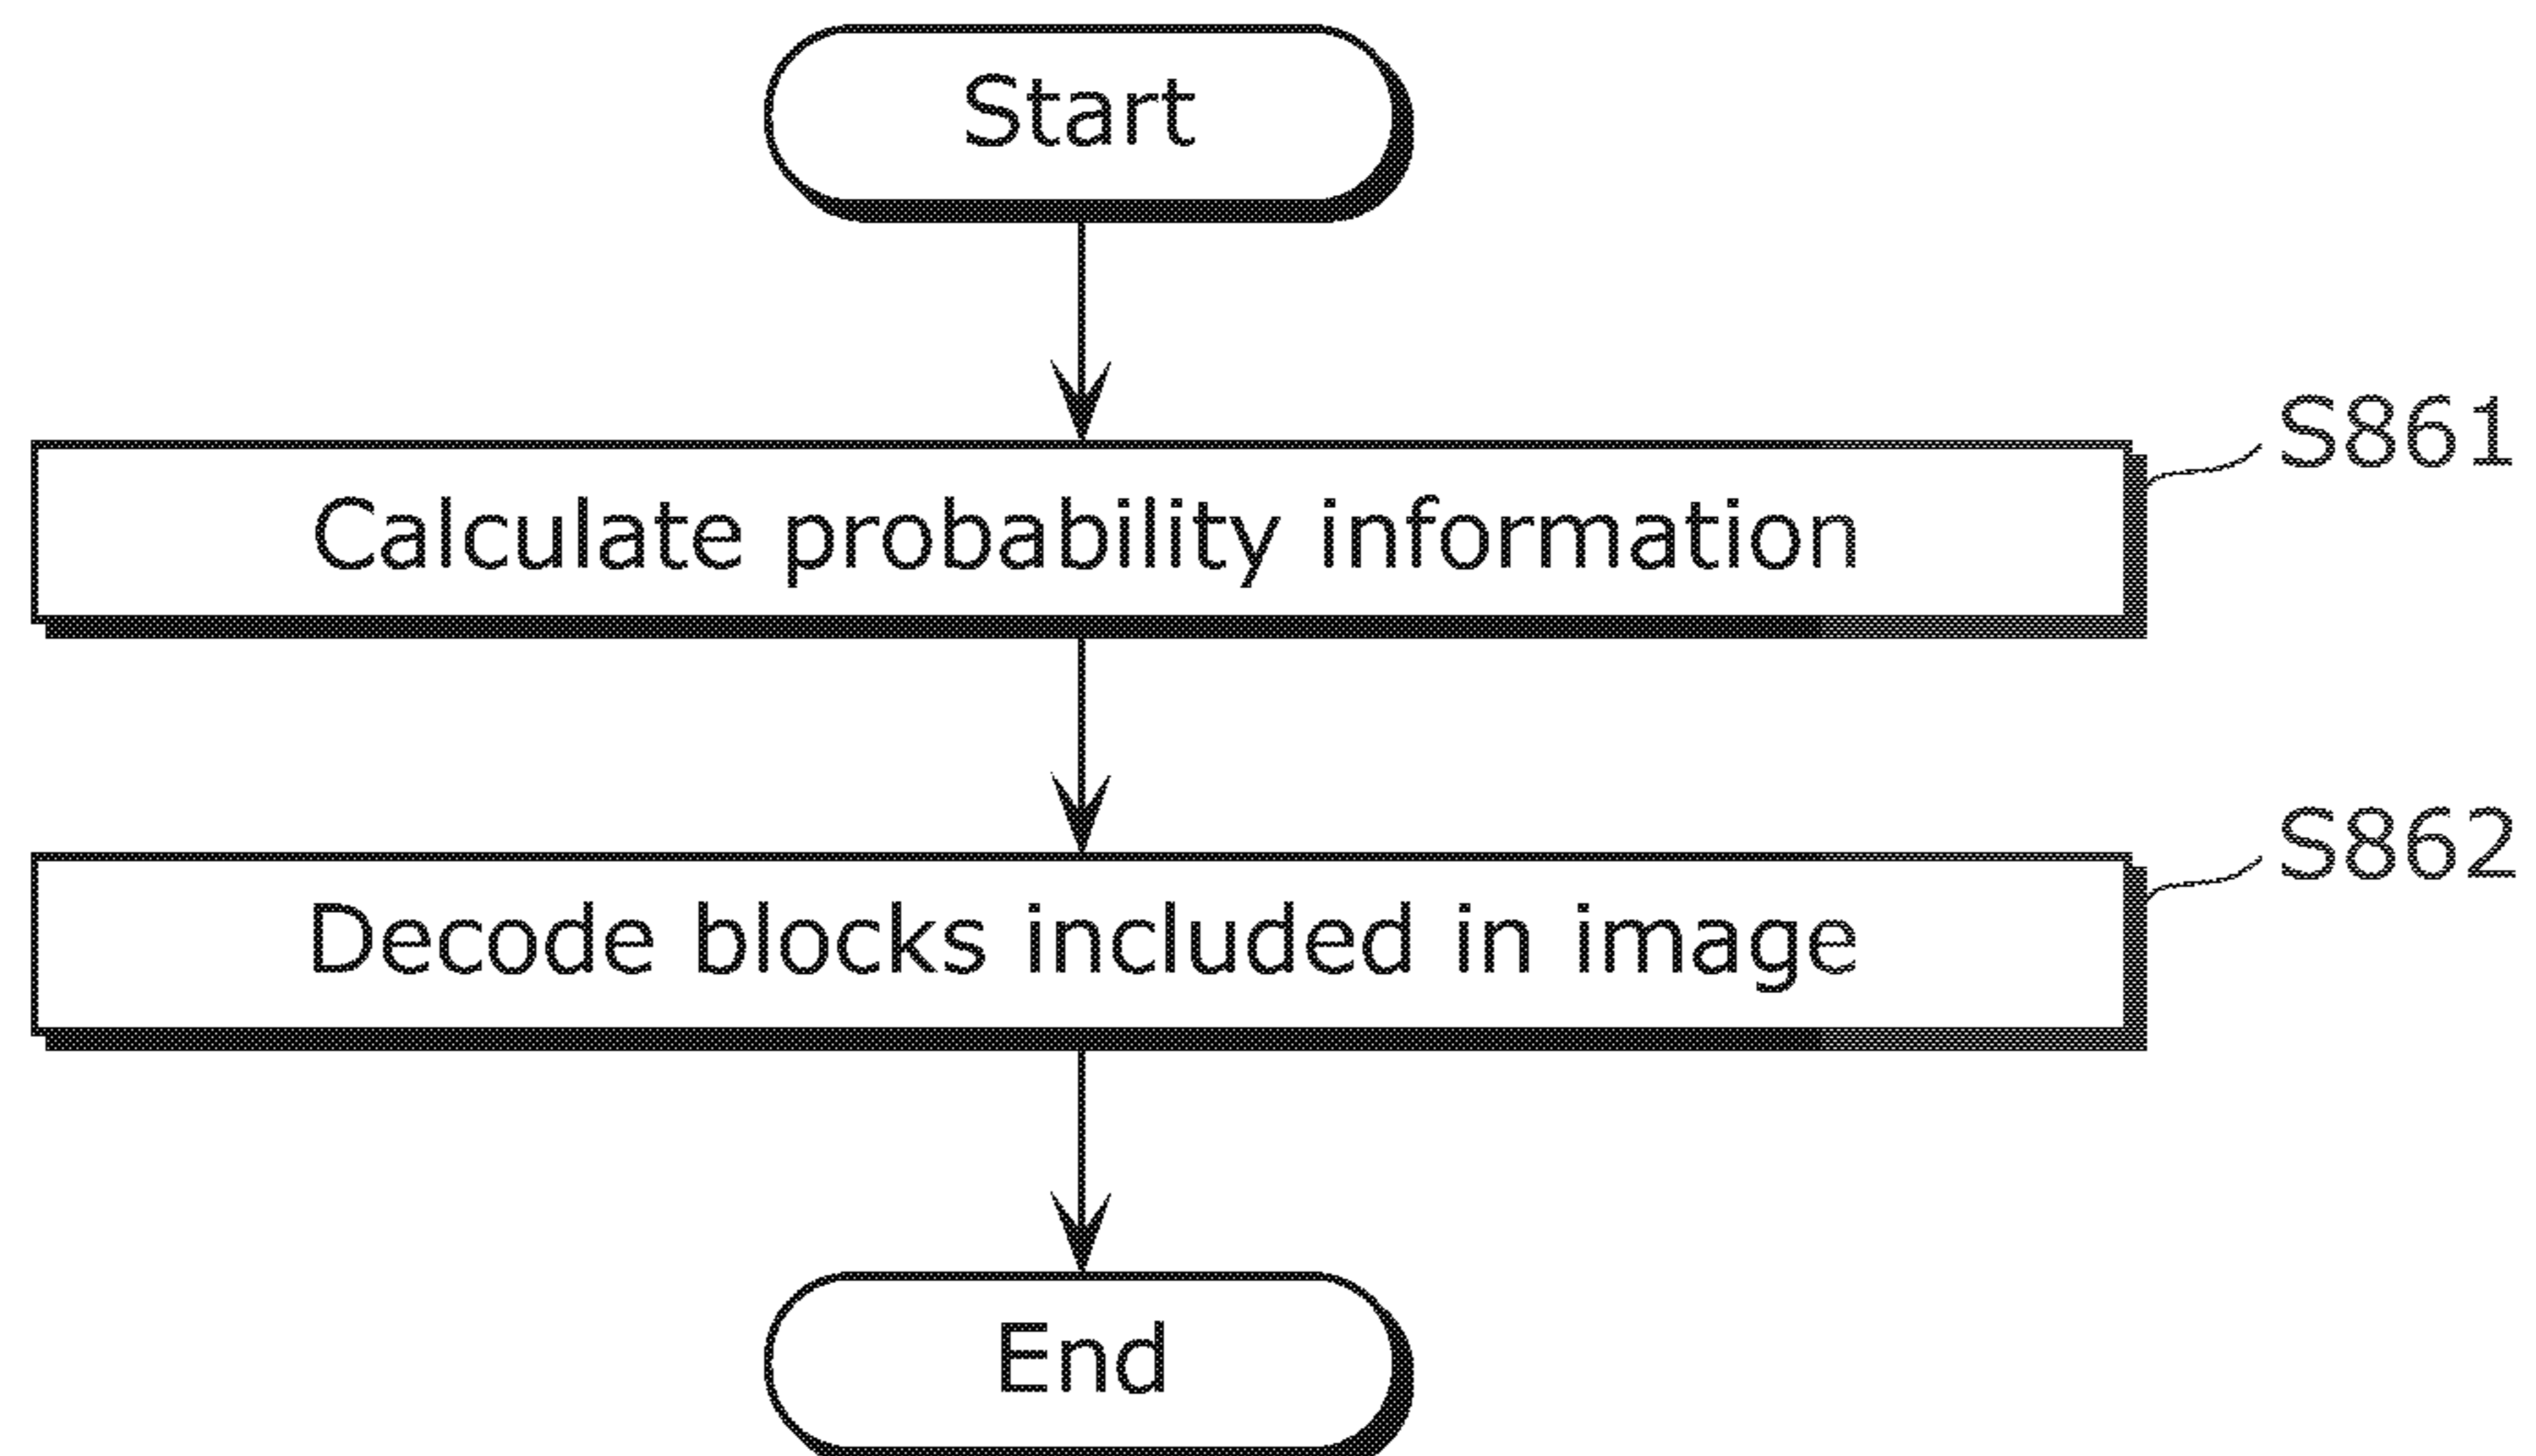 Start
S861
Calculate probability information
S862
Decode blocks included in image
End